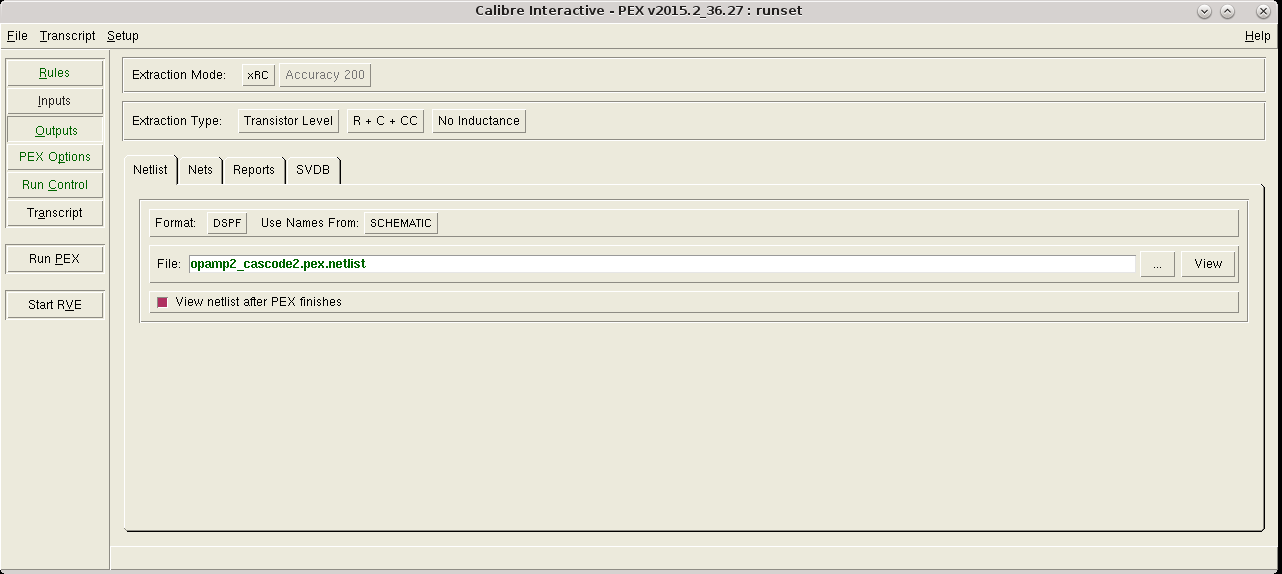 Calibre Interactive - PEX v2015.2_36.27 : runset
File Transcript Setup Help
Rules
Inputs
Outputs
PEX Options
Run Control
Transcript
Run PEX
Start RVE
Extraction Mode: xRC Accuracy 200
Extraction Type: Transistor Level R + C + CC No Inductance
Netlist Nets Reports SVDB
Format: DSPF Use Names From: SCHEMATIC
File: opamp2_cascode2.pex.netlist ... View
View netlist after PEX finishes